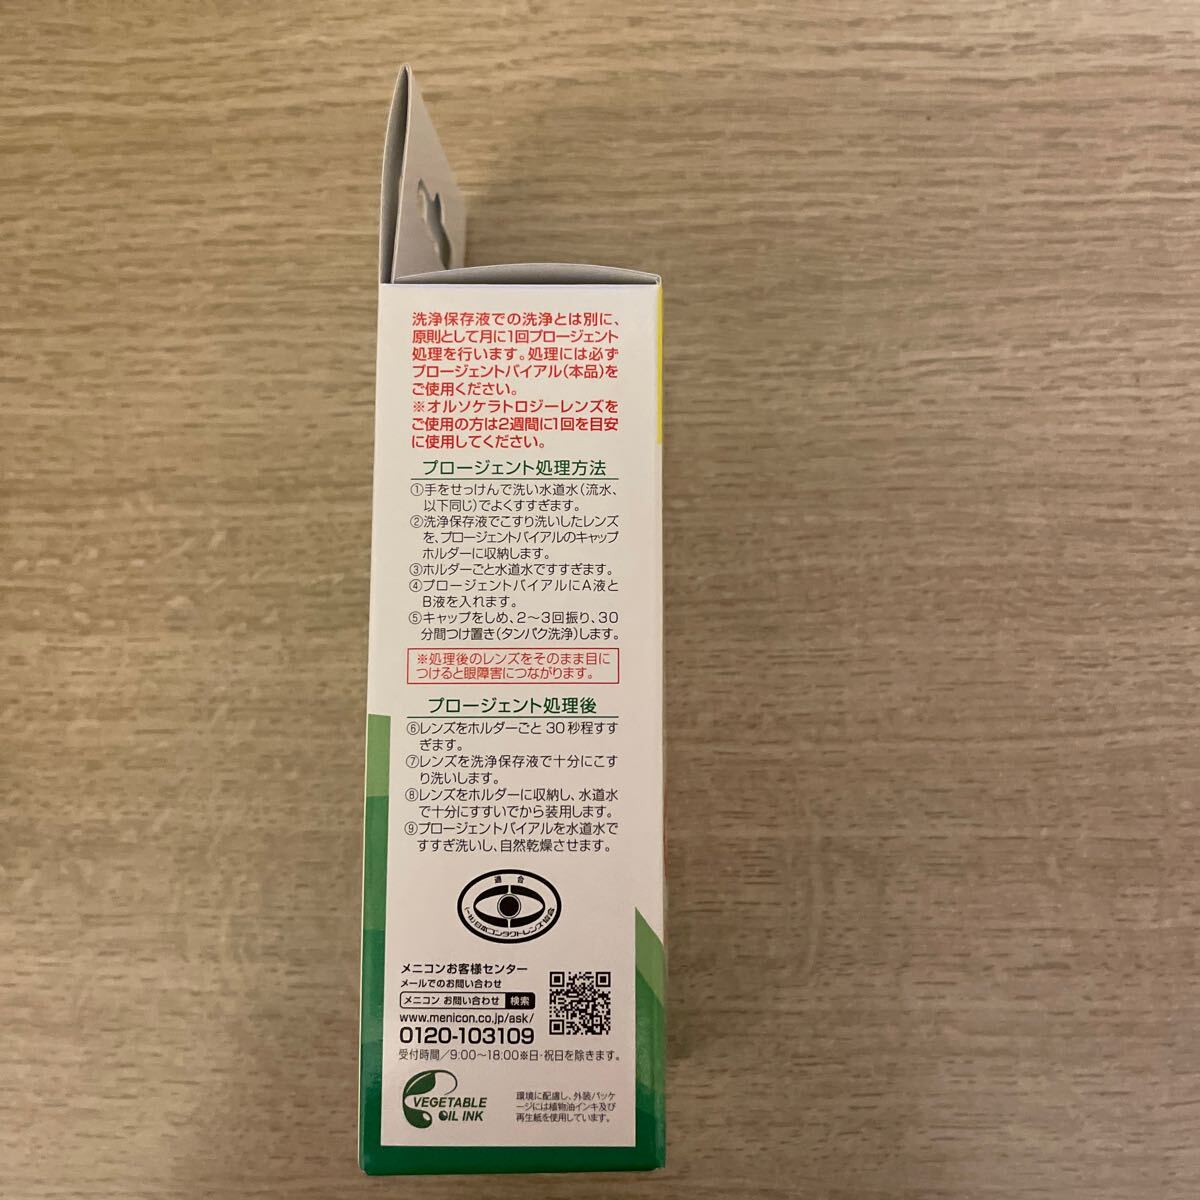 洗浄保存液での洗浄とは別に、
原則として月に1回プロージェント
処理を行います。処理には必ず
プロージェントバイアル(本品)を
ご使用ください。
※オルソケラトロジーレンズを
ご使用の方は2週間に1回を目安
に使用してください。
プロージェント処理方法
①手をせっけんで洗い水道水(流水、
以下同じ)でよくすすぎます。
②洗浄保存液でこすり洗いしたレンズ
を、プロージェントバイアルのキャップ
ホルダーに収納します。
③ホルダーごと水道水ですすぎます。
④プロージェントバイアルにA液と
B液を入れます。
⑤キャップをしめ、2〜3回振り、30
分間つけ置き(タンパク洗浄)します。
※処理後のレンズをそのまま目に
つけると眼障害につながります。
プロージェント処理後
⑥レンズをホルダーごと30秒程すす
ぎます。
⑦レンズを洗浄保存液で十分にこす
り洗いします。
⑧レンズをホルダーに収納し、水道水
で十分にすすいでから装用します。
⑨プロージェントバイアルを水道水で
すすぎ洗いし、自然乾燥させます。
適合
(一社)日本コンタクトレンズ協会
メニコンお客様センター
メールでのお問い合わせ
メニコン お問い合わせ 検索
www.menicon.co.jp/ask/
0120-103109
受付時間/9:00〜18:00※日・祝日を除きます。
VEGETABLE
OIL INK
環境に配慮し、外装パッケ
ージには植物油インキ及び
再生紙を使用しています。